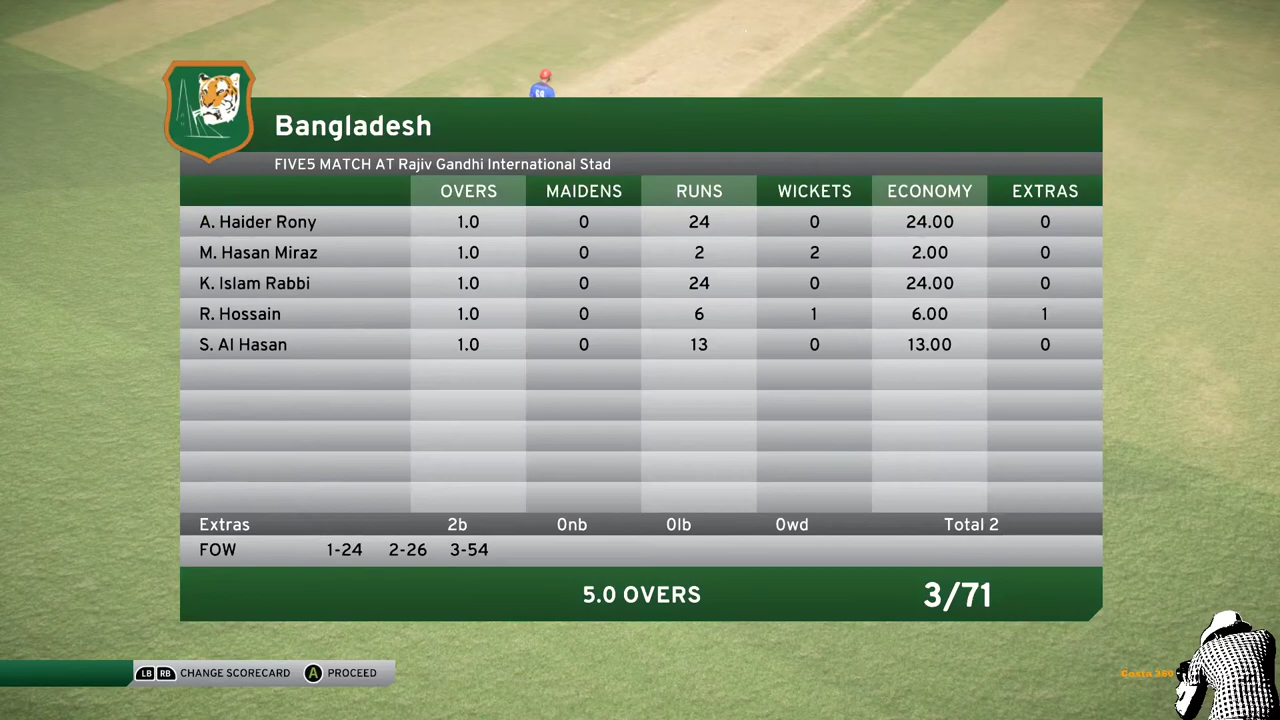 Bangladesh
FIVE5 MATCH AT Rajiv Gandhi International Stad
OVERS MAIDENS RUNS WICKETS ECONOMY EXTRAS
A. Haider Rony 1.0 0 24 0 24.00 0
M. Hasan Miraz 1.0 0 2 2 2.00 0
K. Islam Rabbi 1.0 0 24 0 24.00 0
R. Hossain 1.0 0 6 1 6.00 1
S. Al Hasan 1.0 0 13 0 13.00 0
Extras 2b 0nb 0lb 0wd Total 2
FOW 1-24 2-26 3-54
5.0 OVERS 3/71
LB RB CHANGE SCORECARD A PROCEED
Costa 360